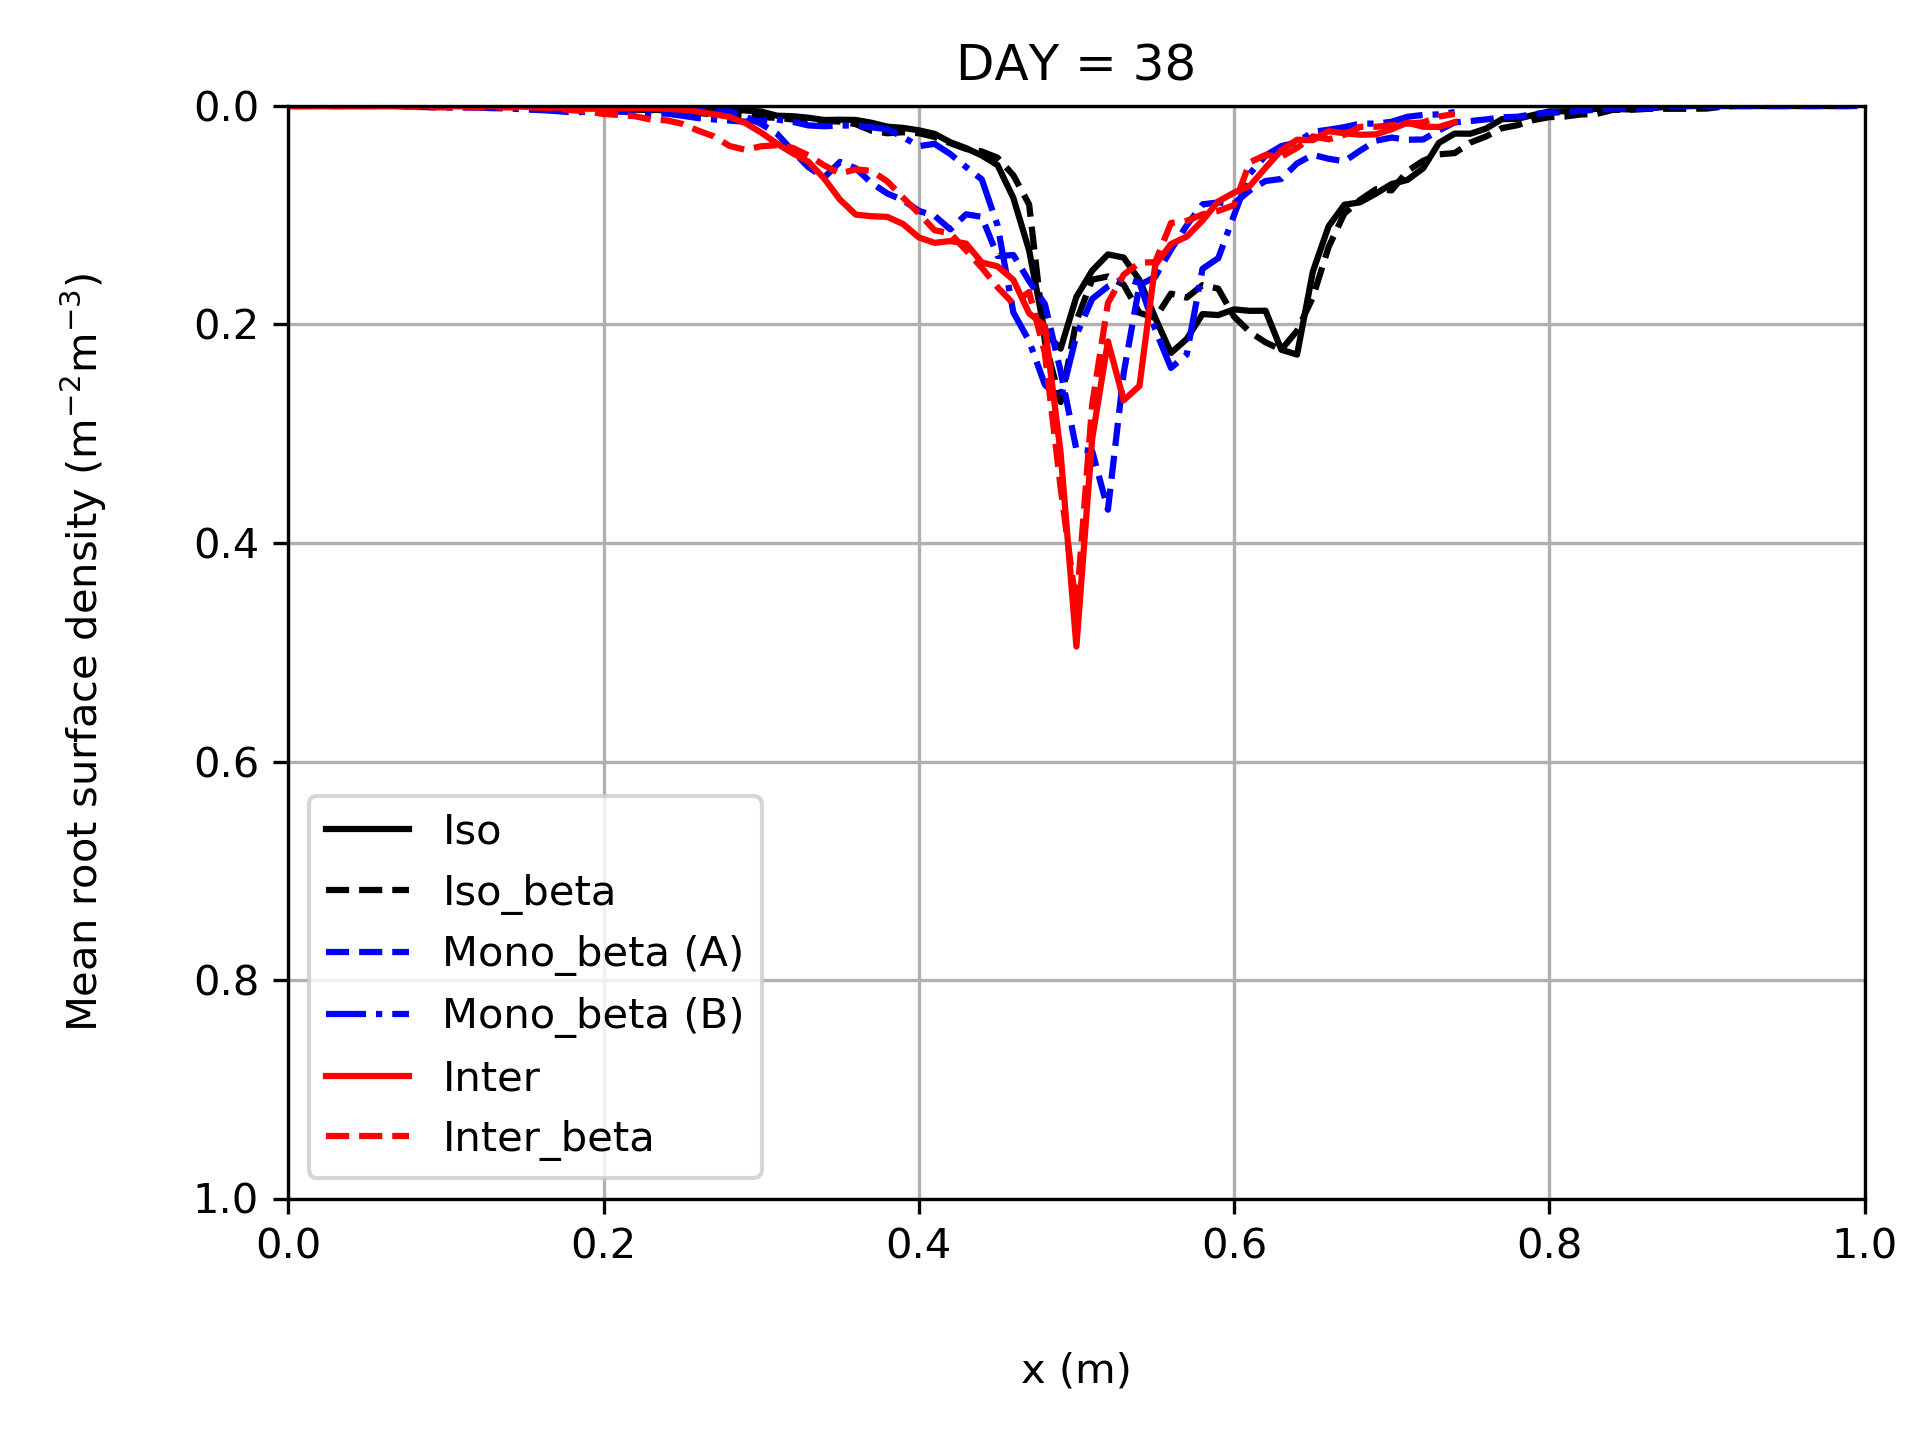 DAY = 38
0.0
0.2
0.4
0.6
0.8
1.0
Mean root surface density (m⁻²m⁻³)
Iso
Iso_beta
Mono_beta (A)
Mono_beta (B)
Inter
Inter_beta
0.0 0.2 0.4 0.6 0.8 1.0
x (m)